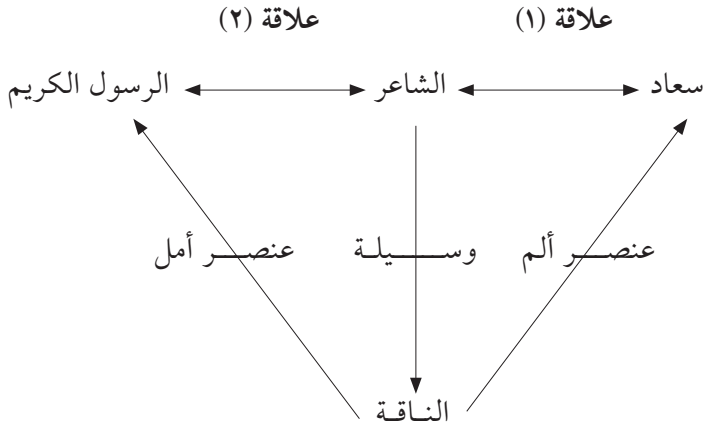 علاقة (١) علاقة (٢)
سعاد الشاعر الرسول الكريم
عنصر ألم وسيلة عنصر أمل
الناقة